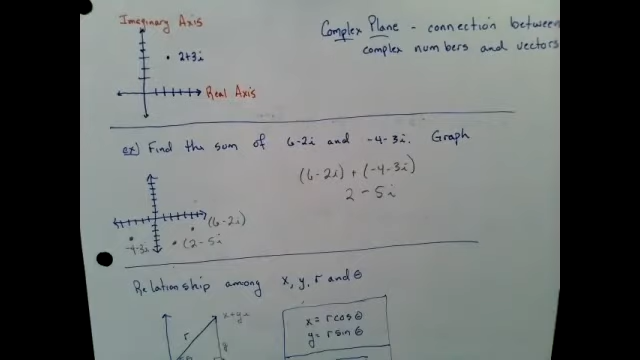 Imaginary Axis
Complex Plane - connection between
complex numbers and vectors
2+3i
Real Axis
ex) Find the sum of 6-2i and -4-3i. Graph
(6-2i) + (-4-3i)
2-5i
(6-2i)
-4-3i
(2-5i
Relationship among x, y, r and θ
x+yi
r
y
x = r cos θ
y = r sin θ